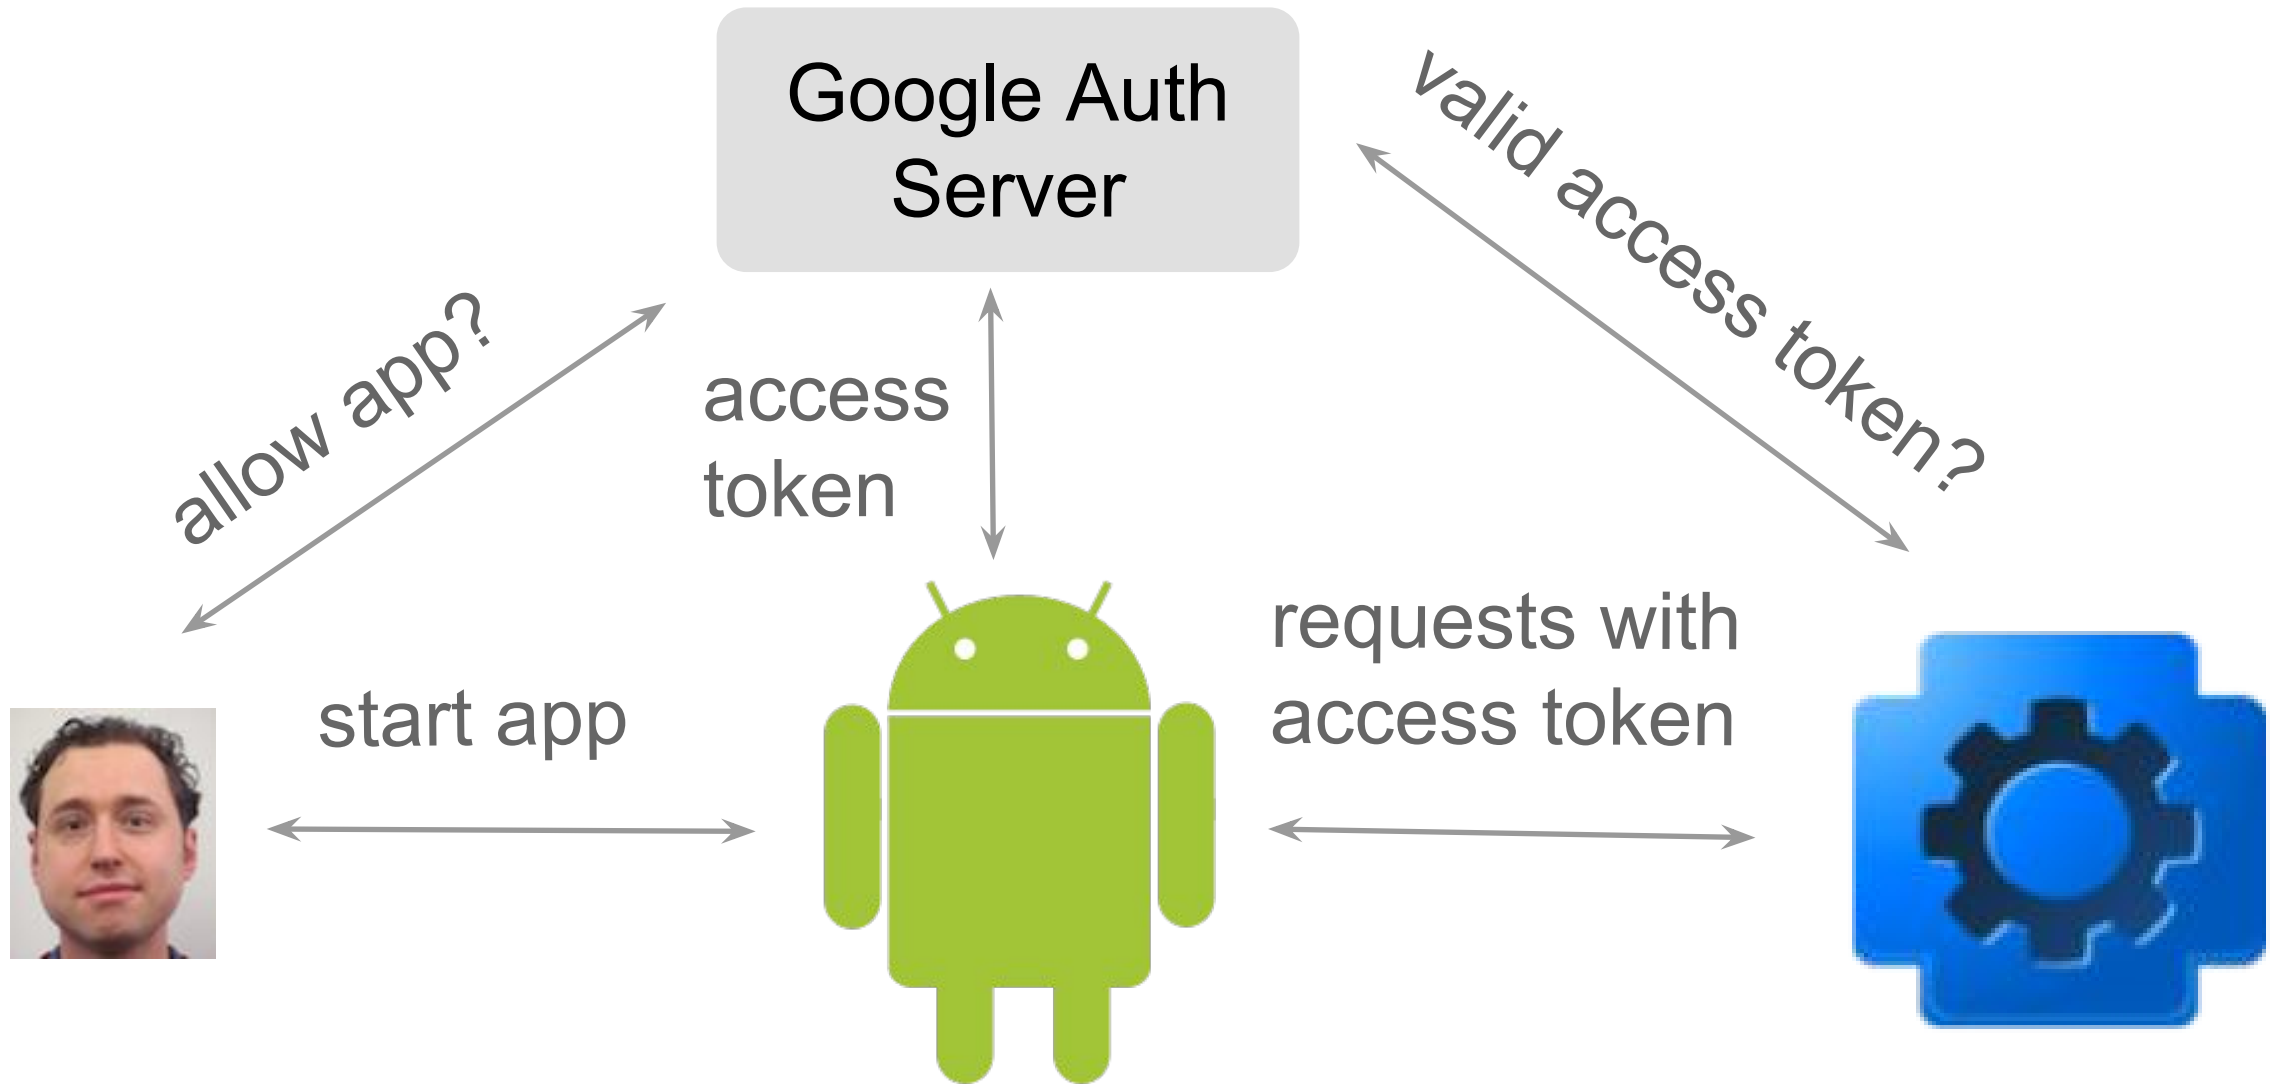 Google Auth
Server
valid access token?
allow app?
access
token
requests with
access token
start app